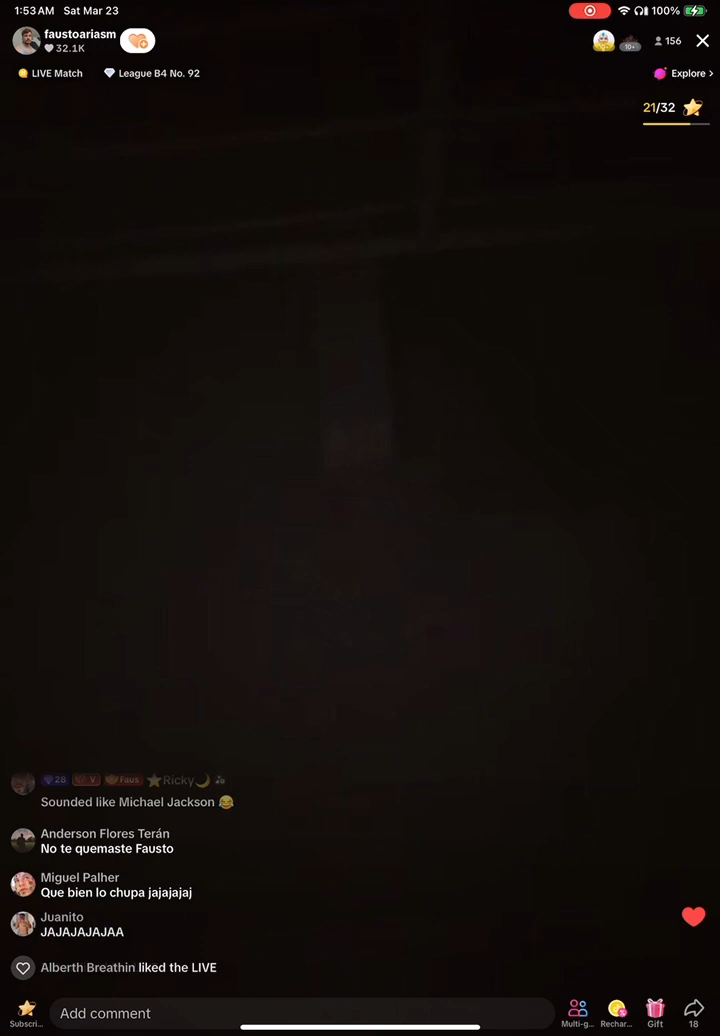 1:53 AM Sat Mar 23 100%
faustoariasm
32.1K
10+
156
LIVE Match League B4 No. 92 Explore >
21/32
28 V Faus ⭐Ricky🌙
Sounded like Michael Jackson 😂
Anderson Flores Terán
No te quemaste Fausto
Miguel Palher
Que bien lo chupa jajajajaj
Juanito
JAJAJAJAJAA
Alberth Breathin liked the LIVE
Add comment
Subscri... Multi-g... Rechar... Gift 18